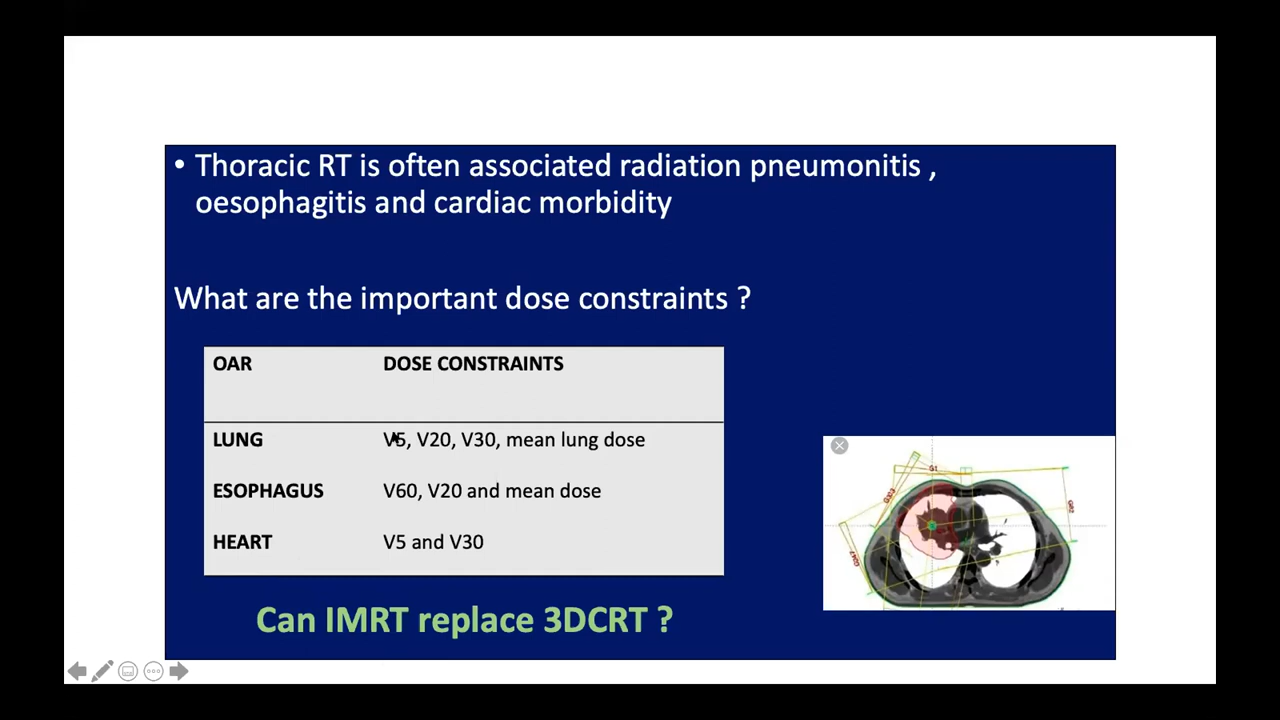 • Thoracic RT is often associated radiation pneumonitis ,
oesophagitis and cardiac morbidity
What are the important dose constraints ?
OAR DOSE CONSTRAINTS
LUNG V5, V20, V30, mean lung dose
ESOPHAGUS V60, V20 and mean dose
HEART V5 and V30
Can IMRT replace 3DCRT ?
G1